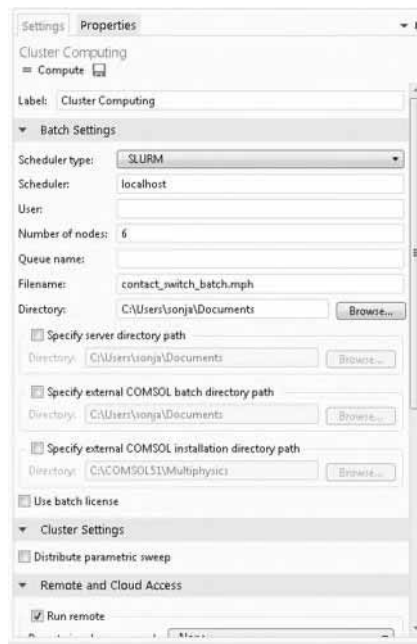 Settings Properties
Cluster Computing
= Compute
Label: Cluster Computing
Batch Settings
Scheduler type: SLURM
Scheduler: localhost
User:
Number of nodes: 6
Queue name:
Filename: contact_switch_batch.mph
Directory: C:\Users\sonja\Documents Browse...
Specify server directory path
Directory: C:\Users\sonja\Documents Browse...
Specify external COMSOL batch directory path
Directory: C:\Users\sonja\Documents Browse...
Specify external COMSOL installation directory path
Directory: C:\COMSOL51\Multiphysics Browse...
Use batch license
Cluster Settings
Distribute parametric sweep
Remote and Cloud Access
Run remote